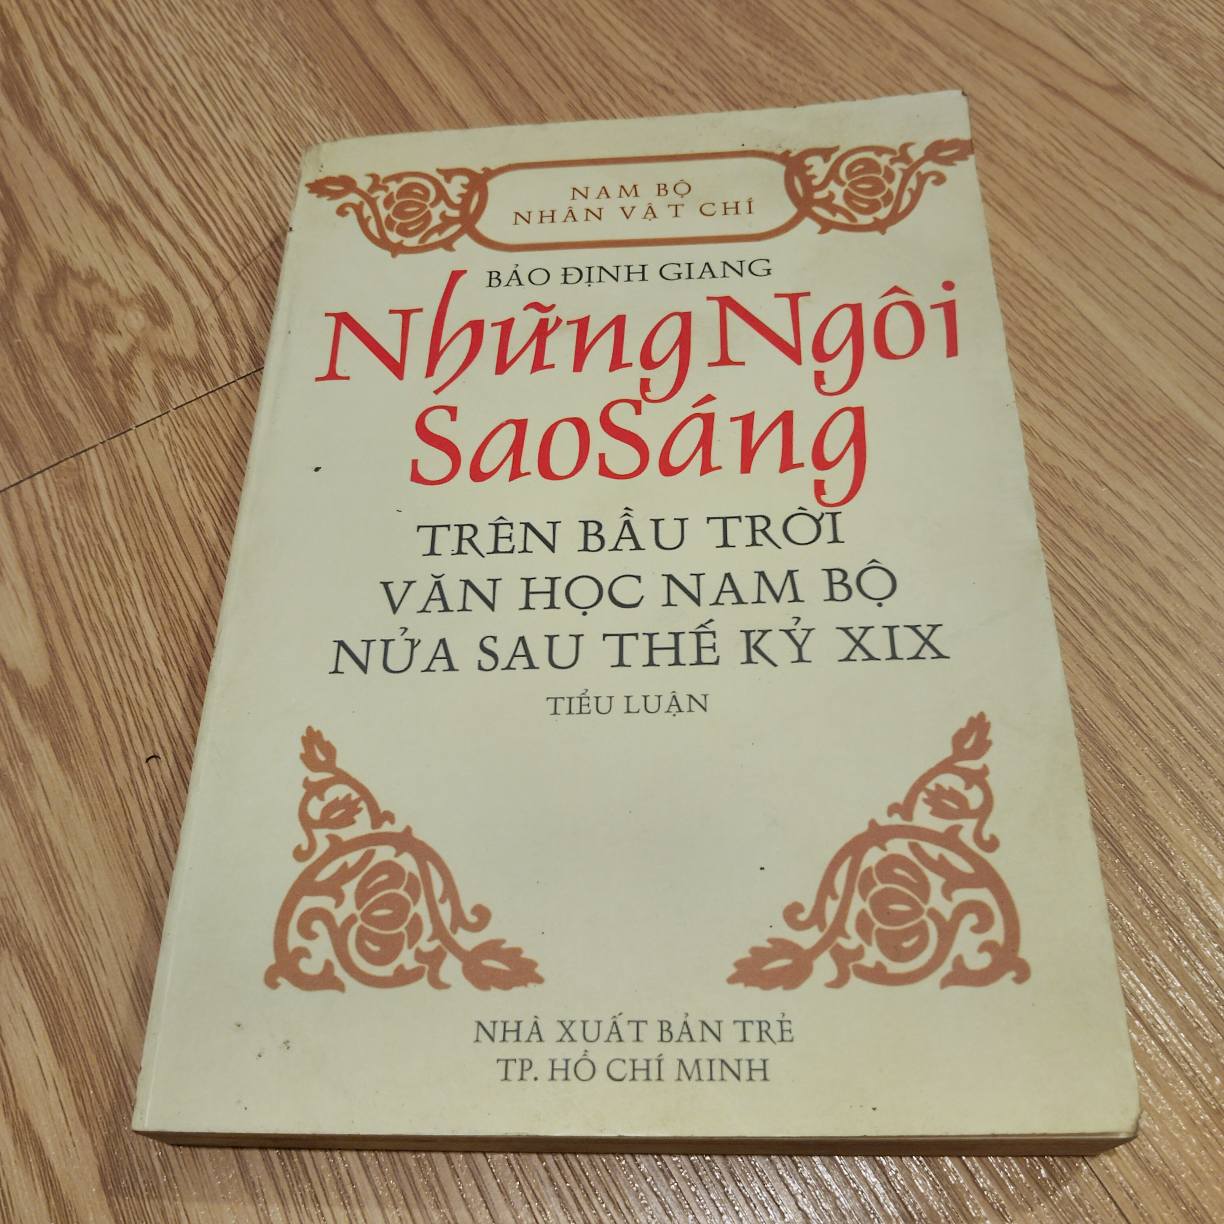 NAM BỘ
NHÂN VẬT CHÍ
BẢO ĐỊNH GIANG
Những Ngôi
Sao Sáng
TRÊN BẦU TRỜI
VĂN HỌC NAM BỘ
NỬA SAU THẾ KỶ XIX
TIỂU LUẬN
NHÀ XUẤT BẢN TRẺ
TP. HỒ CHÍ MINH